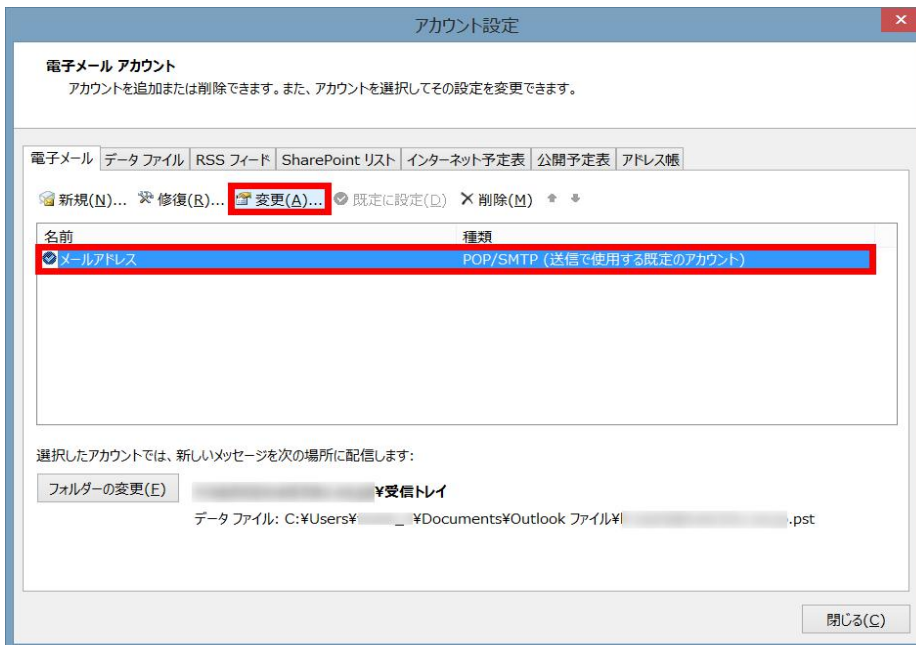 アカウント設定
電子メール アカウント
アカウントを追加または削除できます。また、アカウントを選択してその設定を変更できます。
電子メール データ ファイル RSS フィード SharePoint リスト インターネット予定表 公開予定表 アドレス帳
新規(N)... 修復(R)... 変更(A)... 既定に設定(D) 削除(M)
名前 種類
メールアドレス POP/SMTP (送信で使用する既定のアカウント)
選択したアカウントでは、新しいメッセージを次の場所に配信します:
フォルダーの変更(F) ¥受信トレイ
データ ファイル: C:¥Users¥ _ ¥Documents¥Outlook ファイル¥ .pst
閉じる(C)